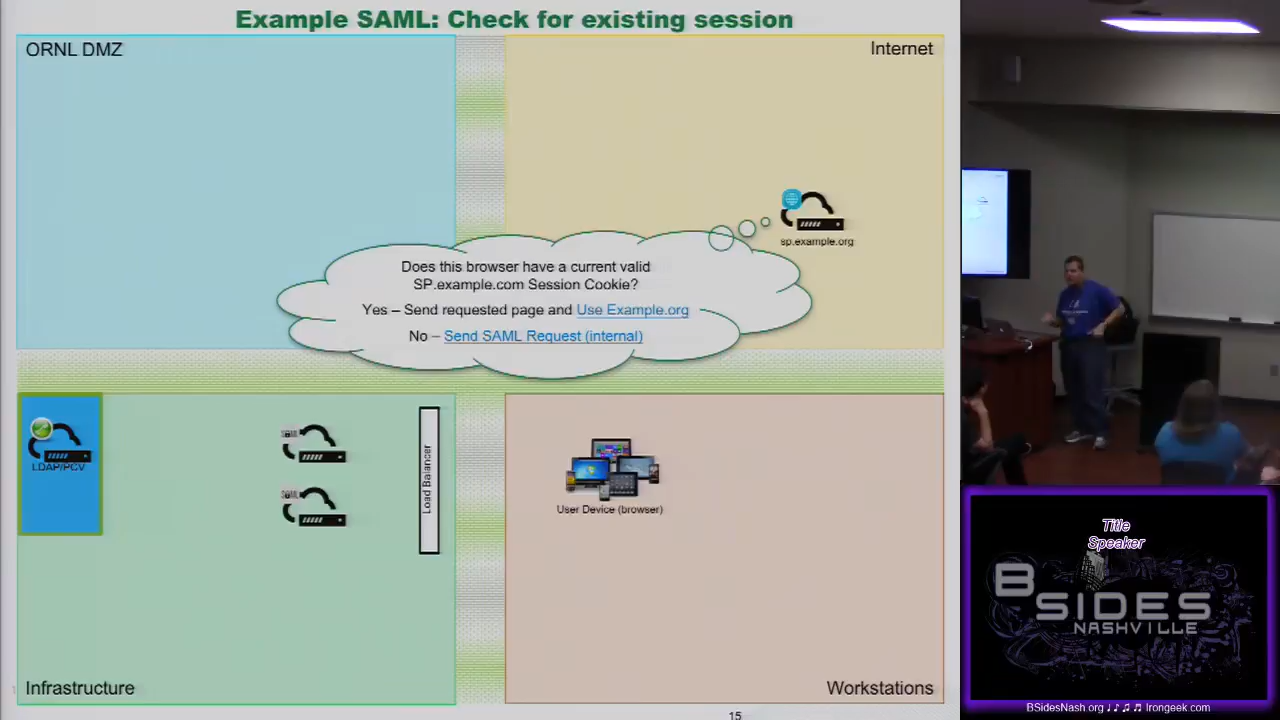 Example SAML: Check for existing session
ORNL DMZ
Internet
sp.example.org
Does this browser have a current valid
SP.example.com Session Cookie?
Yes – Send requested page and Use Example.org
No – Send SAML Request (internal)
LDAP/PCV
SAML
SAML
Load Balancer
User Device (browser)
Infrastructure
Workstations
15
Title
Speaker
BSIDES
NASHVILLE
BSidesNash.org ♩♪♫♬ Irongeek.com